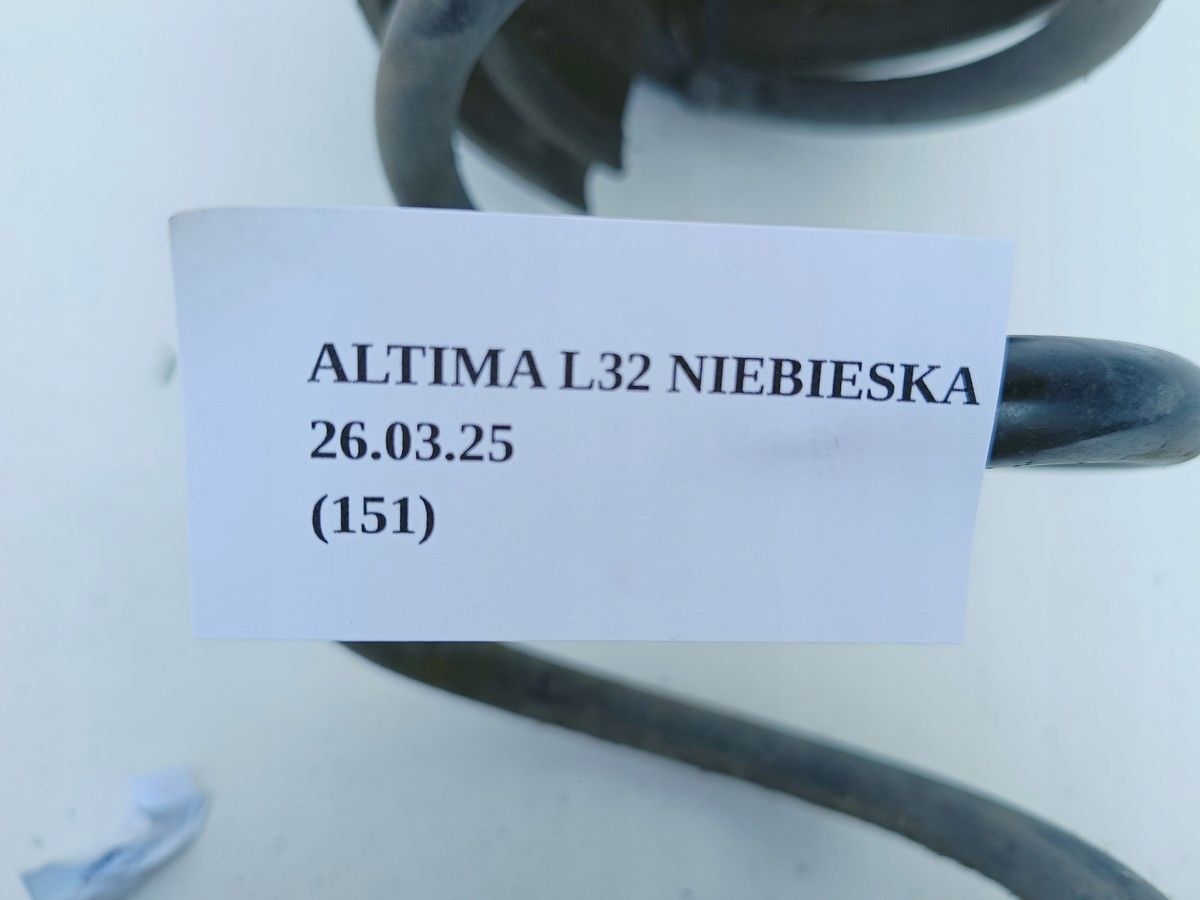 ALTIMA L32 NIEBIESKA
26.03.25
(151)